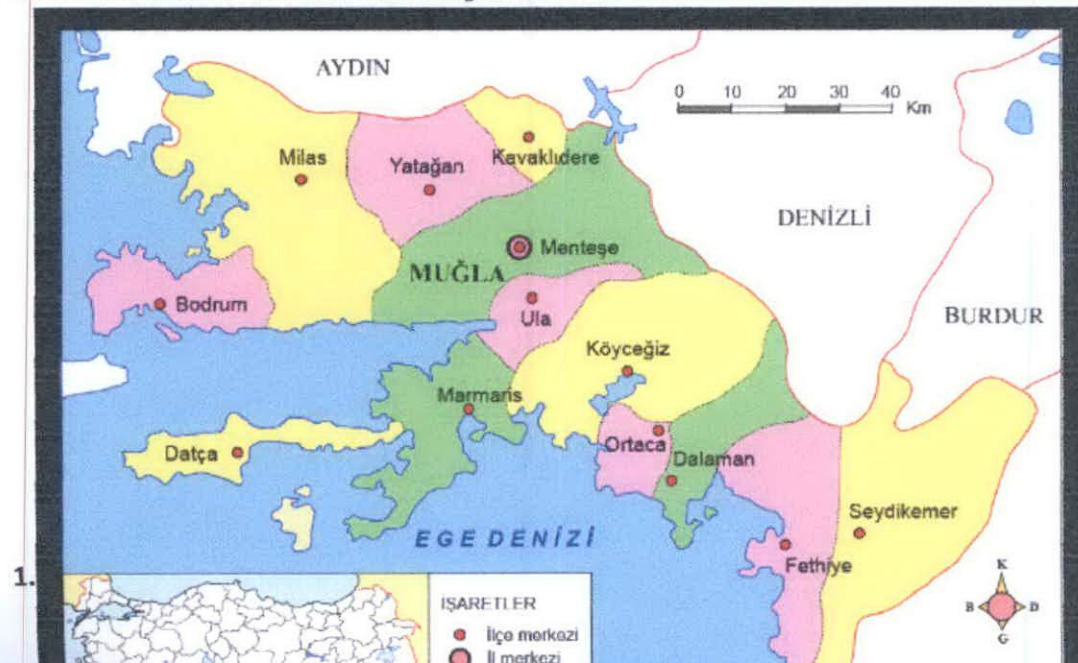 AYDIN
0 10 20 30 40
Km
Milas
Yatağan
Kavaklıdere
DENİZLİ
Menteşe
MUĞLA
Bodrum
Ula
BURDUR
Köyceğiz
Marmaris
Ortaca
Datça
Dalaman
Seydikemer
EGE DENİZİ
Fethiye
1.
K
B D
G
İŞARETLER
İlçe merkezi
İl merkezi